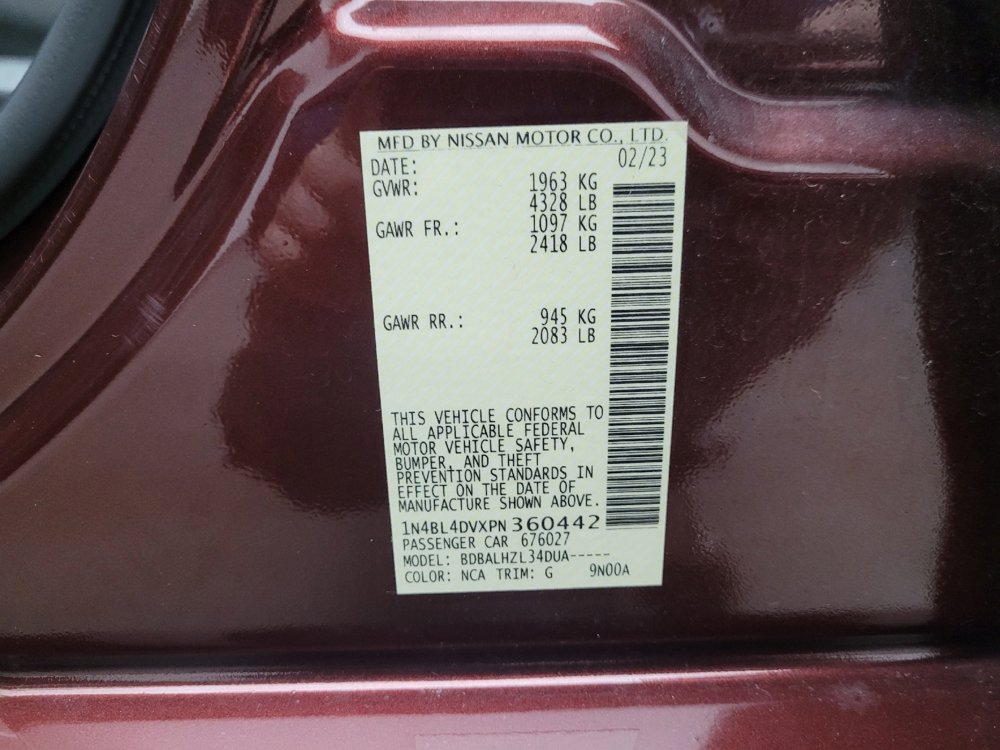 MFD BY NISSAN MOTOR CO., LTD.
DATE: 02/23
GVWR: 1963 KG
4328 LB
GAWR FR.: 1097 KG
2418 LB
GAWR RR.: 945 KG
2083 LB
THIS VEHICLE CONFORMS TO
ALL APPLICABLE FEDERAL
MOTOR VEHICLE SAFETY,
BUMPER, AND THEFT
PREVENTION STANDARDS IN
EFFECT ON THE DATE OF
MANUFACTURE SHOWN ABOVE.
1N4BL4DVXPN360442
PASSENGER CAR 676027
MODEL: BDBALHZL34DUA-----
COLOR: NCA TRIM: G 9N00A